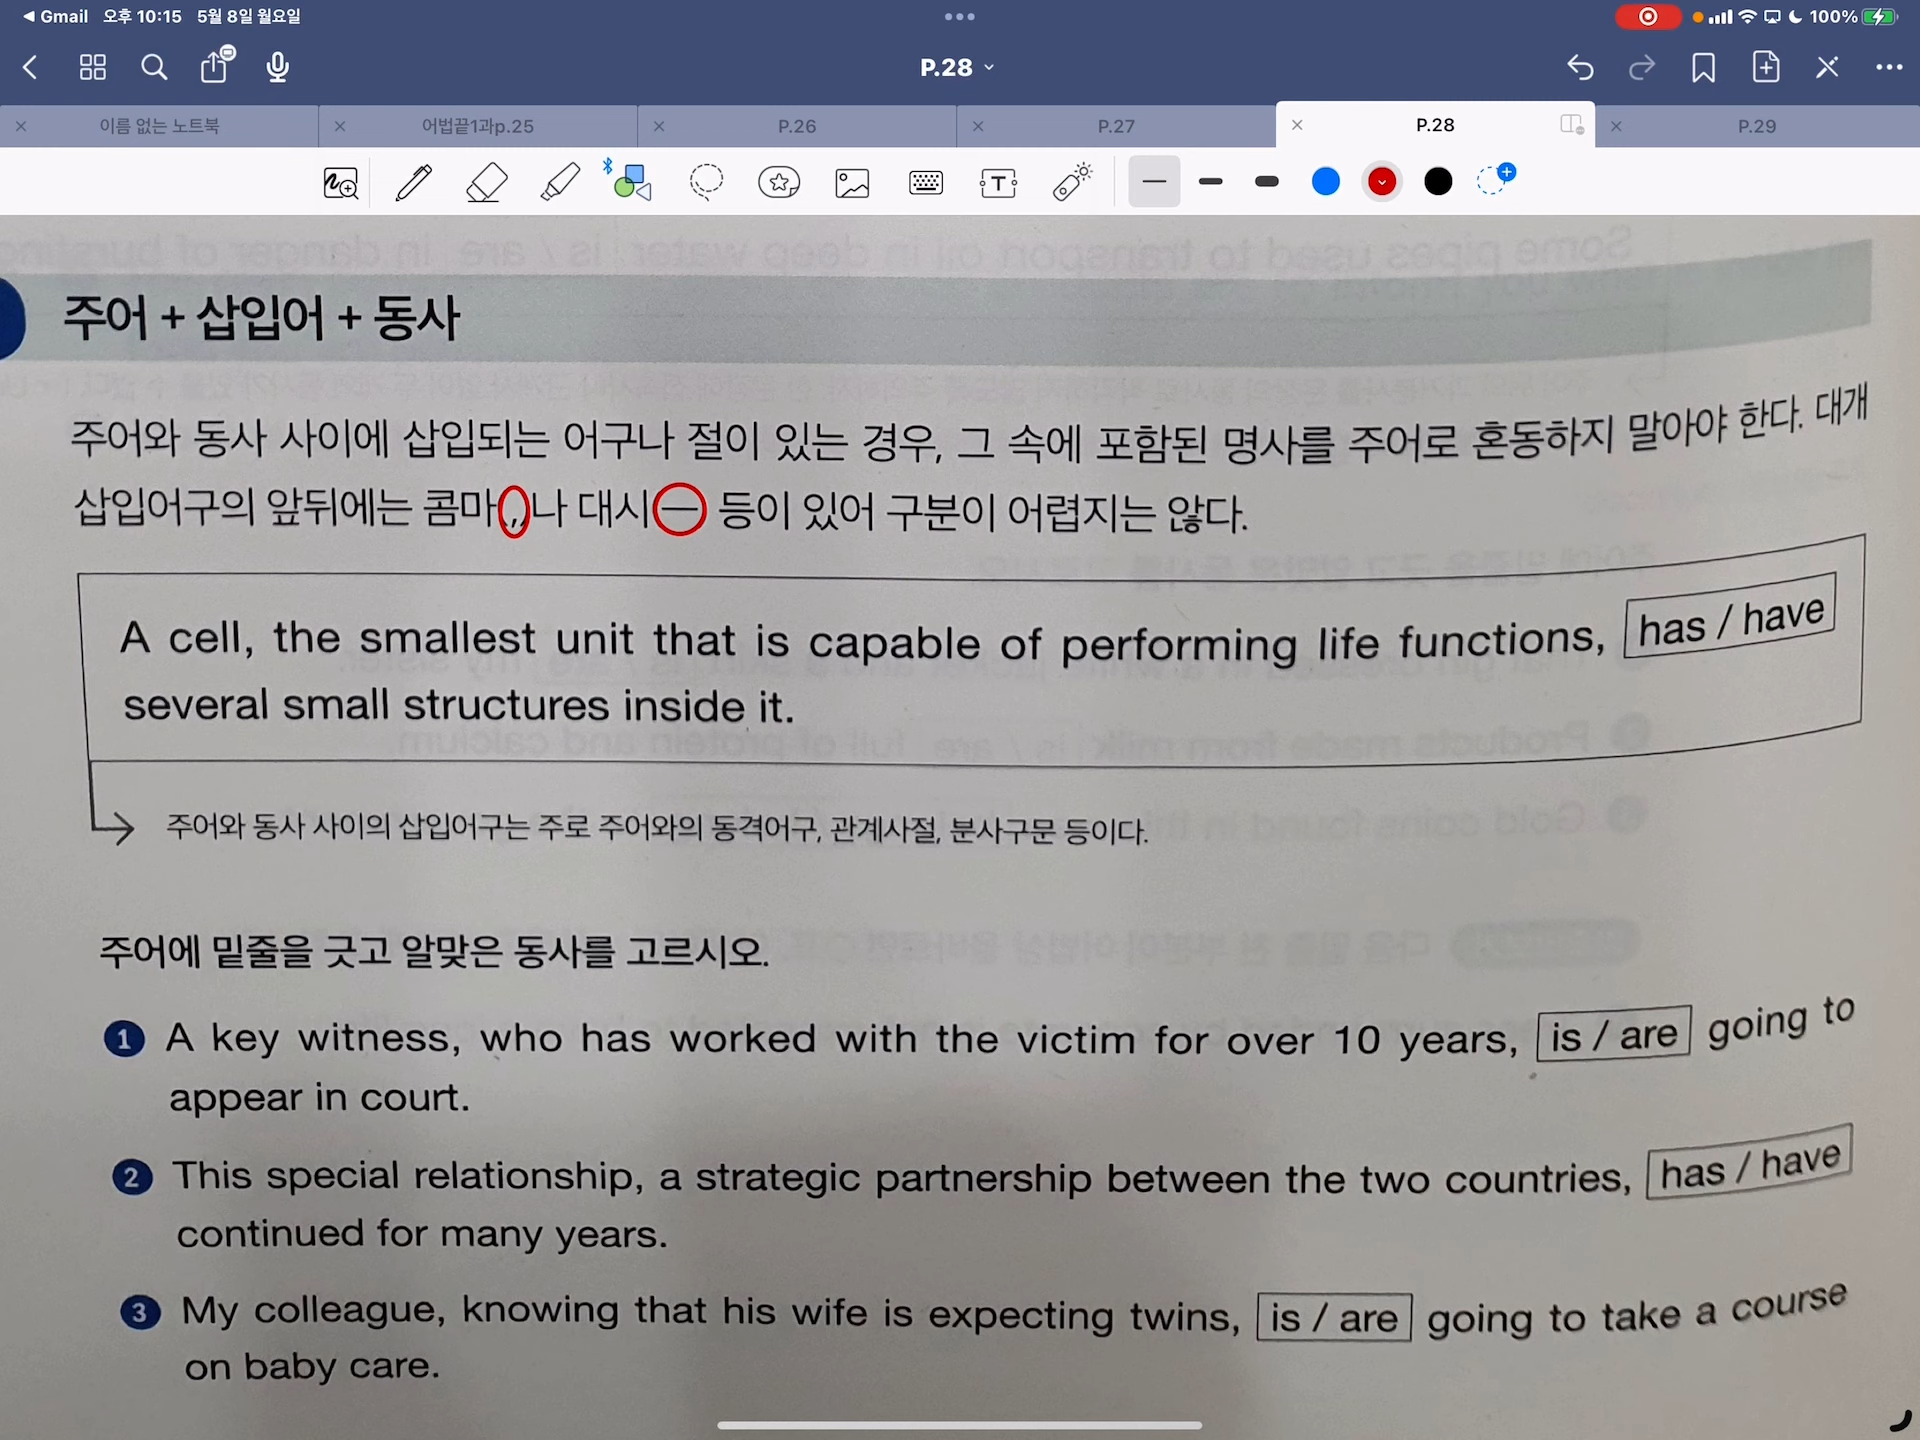 ◀ Gmail 오후 10:15 5월 8일 월요일
100%
P.28
이름 없는 노트북
어법끝1과p.25
P.26
P.27
P.28
P.29
주어 + 삽입어 + 동사
주어와 동사 사이에 삽입되는 어구나 절이 있는 경우, 그 속에 포함된 명사를 주어로 혼동하지 말아야 한다. 대개
삽입어구의 앞뒤에는 콤마(,)나 대시— 등이 있어 구분이 어렵지는 않다.
A cell, the smallest unit that is capable of performing life functions, has / have
several small structures inside it.
주어와 동사 사이의 삽입어구는 주로 주어와의 동격어구, 관계사절, 분사구문 등이다.
주어에 밑줄을 긋고 알맞은 동사를 고르시오.
1 A key witness, who has worked with the victim for over 10 years, is / are going to
appear in court.
2 This special relationship, a strategic partnership between the two countries, has / have
continued for many years.
3 My colleague, knowing that his wife is expecting twins, is / are going to take a course
on baby care.